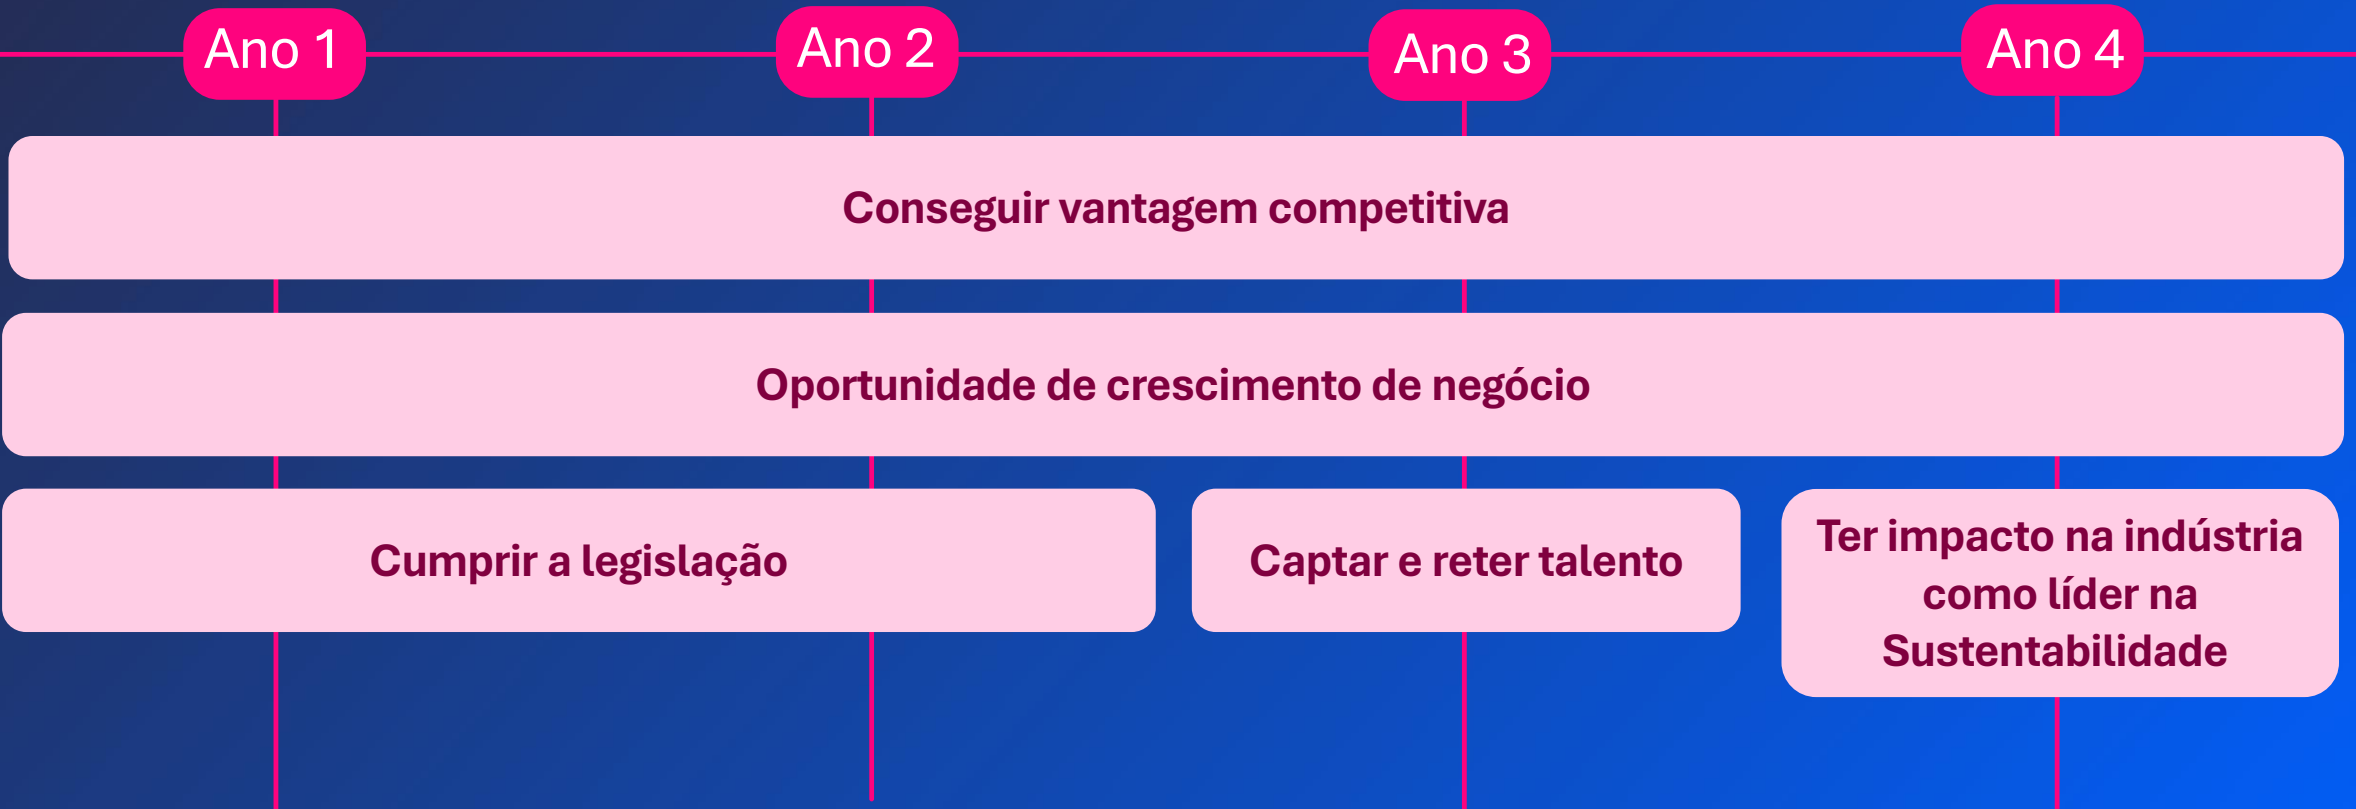 Ano 1
Ano 2
Ano 3
Ano 4
Conseguir vantagem competitiva
Oportunidade de crescimento de negócio
Cumprir a legislação
Captar e reter talento
Ter impacto na indústria
como líder na
Sustentabilidade